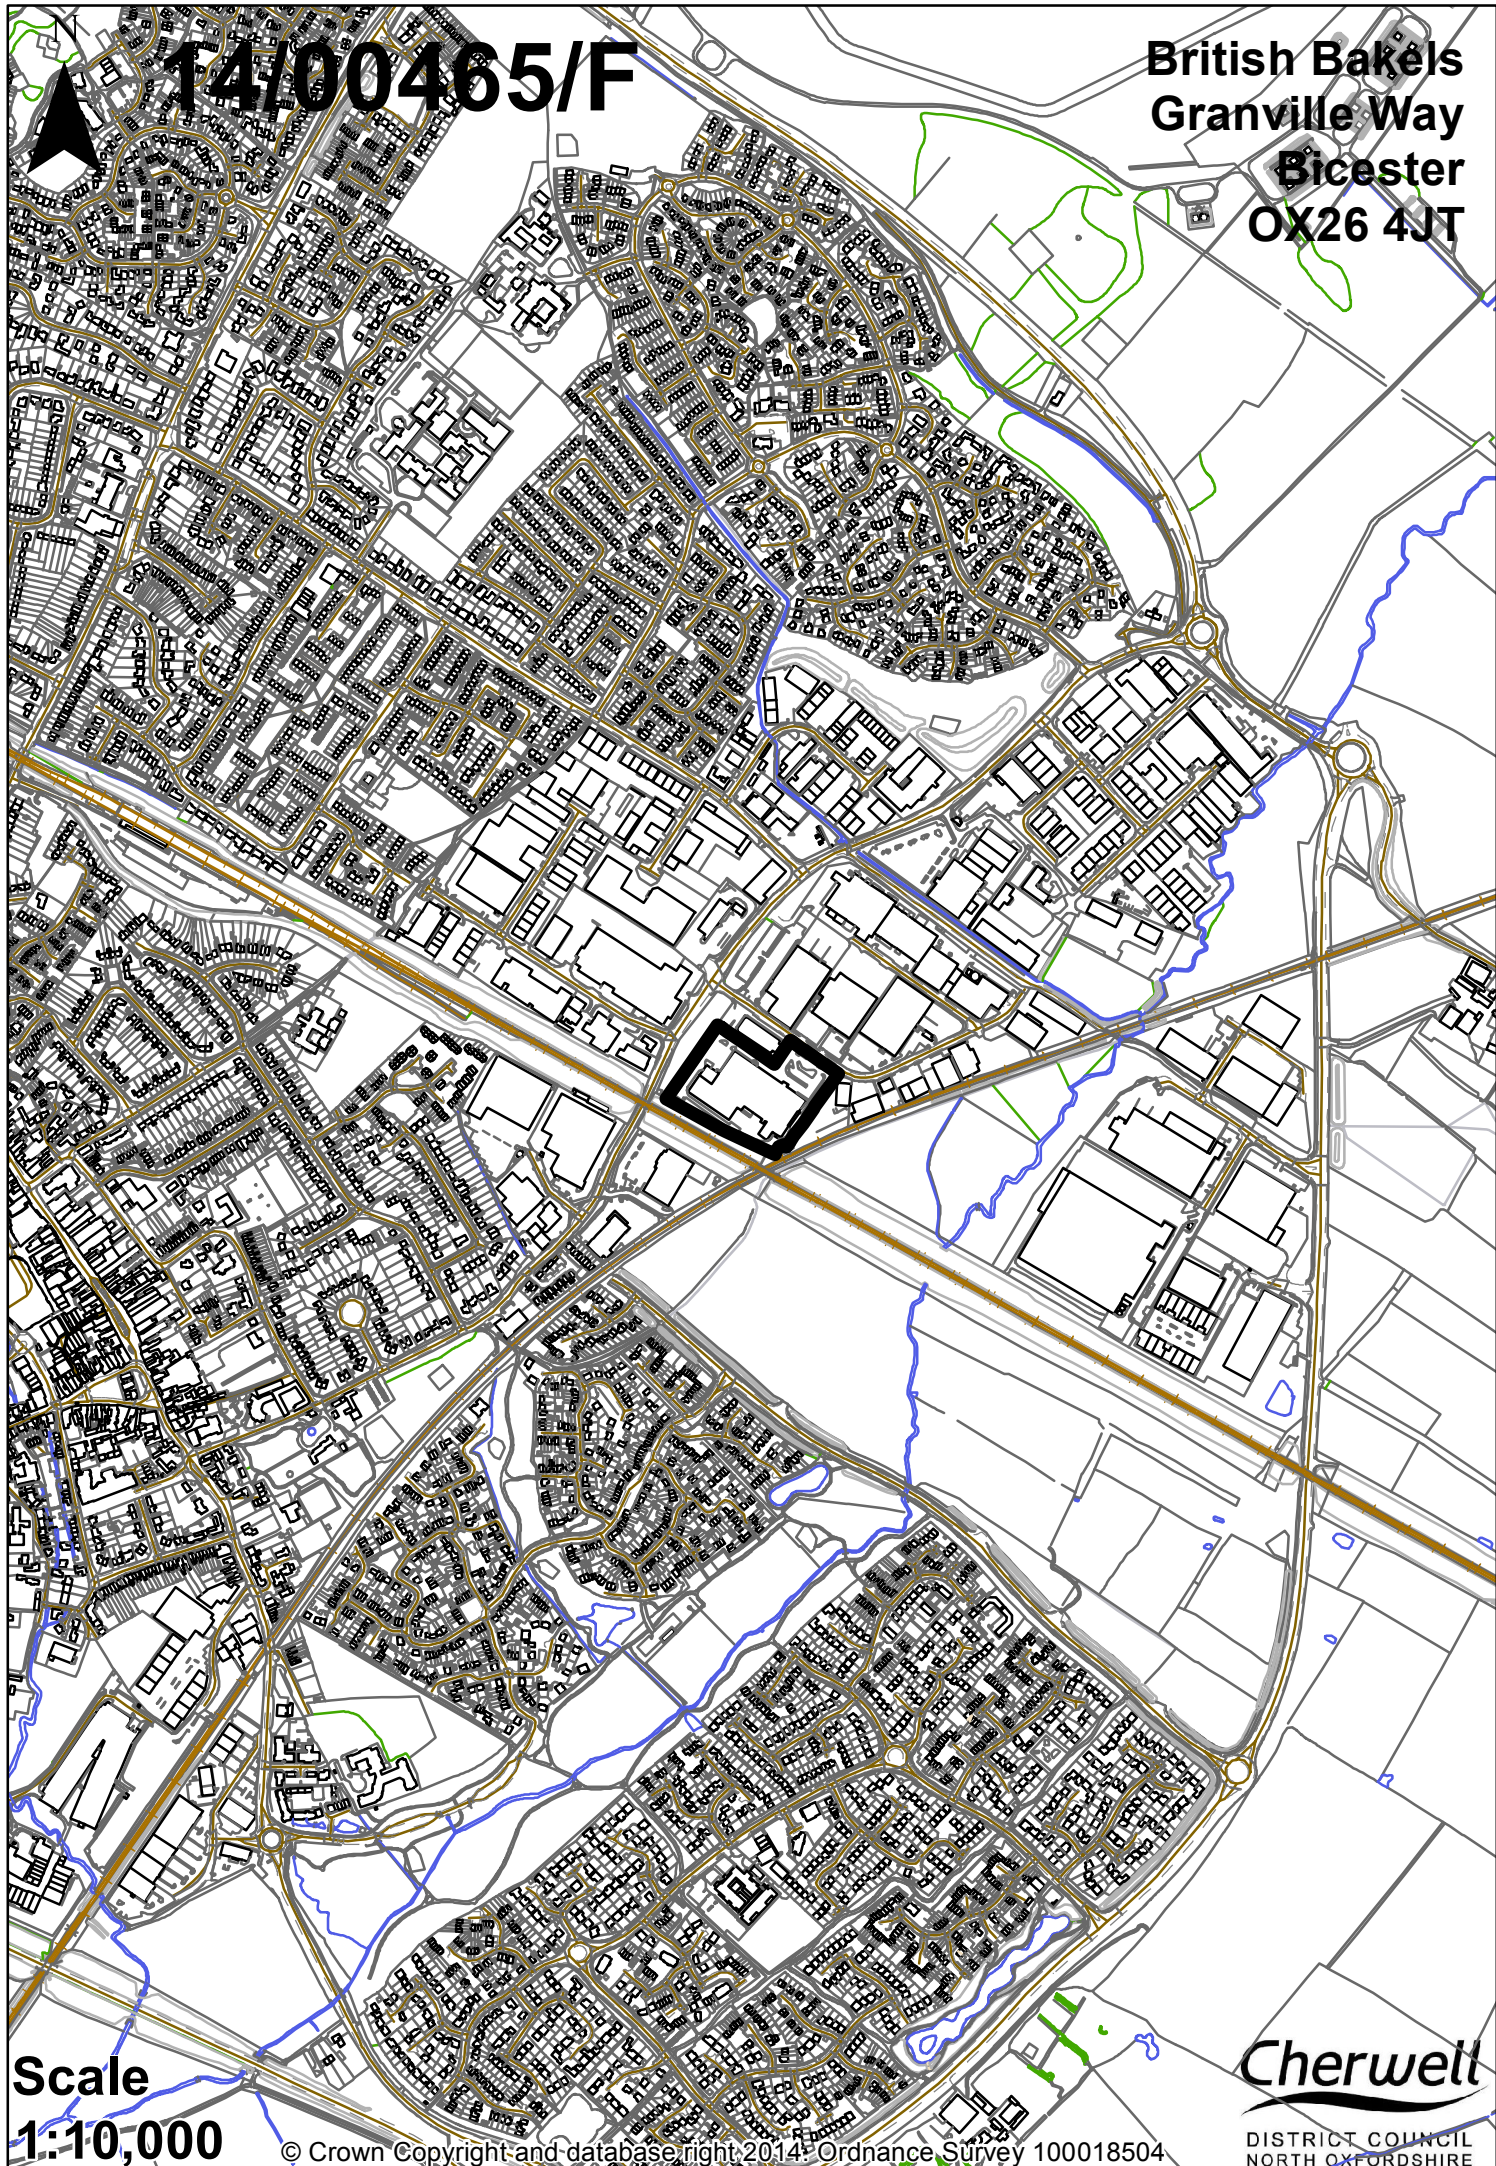 N
14/00465/F
British Bakels
Granville Way
Bicester
OX26 4JT
Scale
1:10,000
© Crown Copyright and database right 2014. Ordnance Survey 100018504
Cherwell
DISTRICT COUNCIL
NORTH OXFORDSHIRE